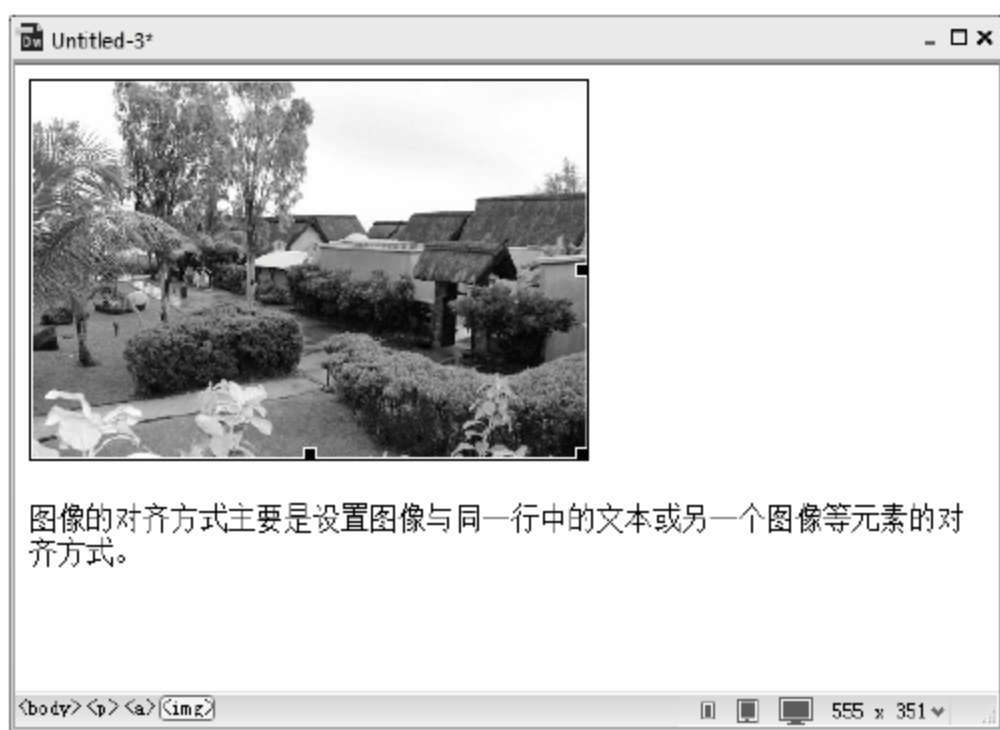 Dw Untitled-3*
图像的对齐方式主要是设置图像与同一行中的文本或另一个图像等元素的对
齐方式。
<body> <p> <a> <img> 555 x 351